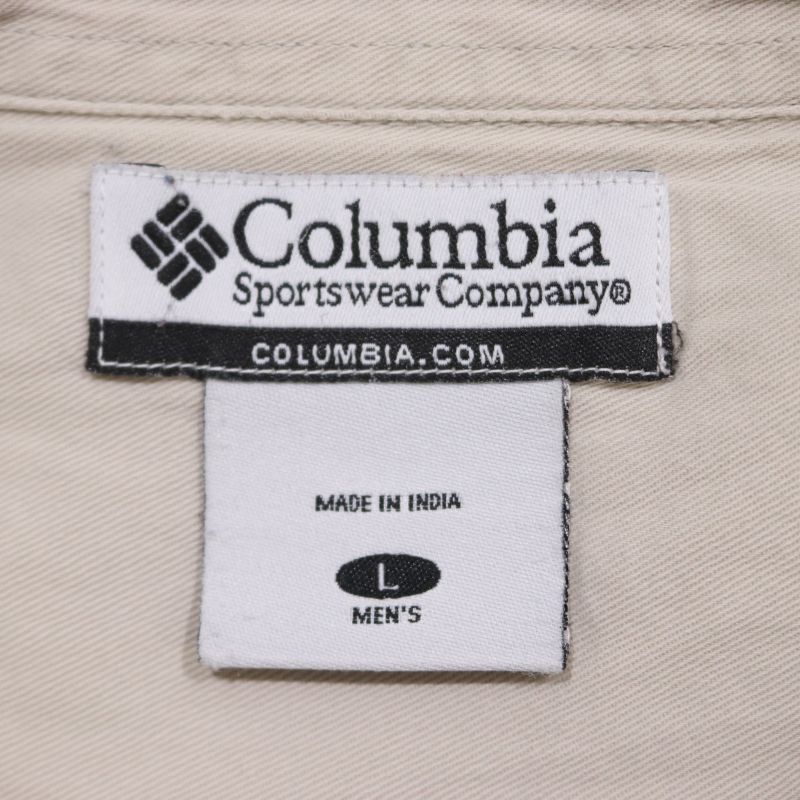 Columbia
Sportswear Company®
COLUMBIA.COM
MADE IN INDIA
L
MEN'S